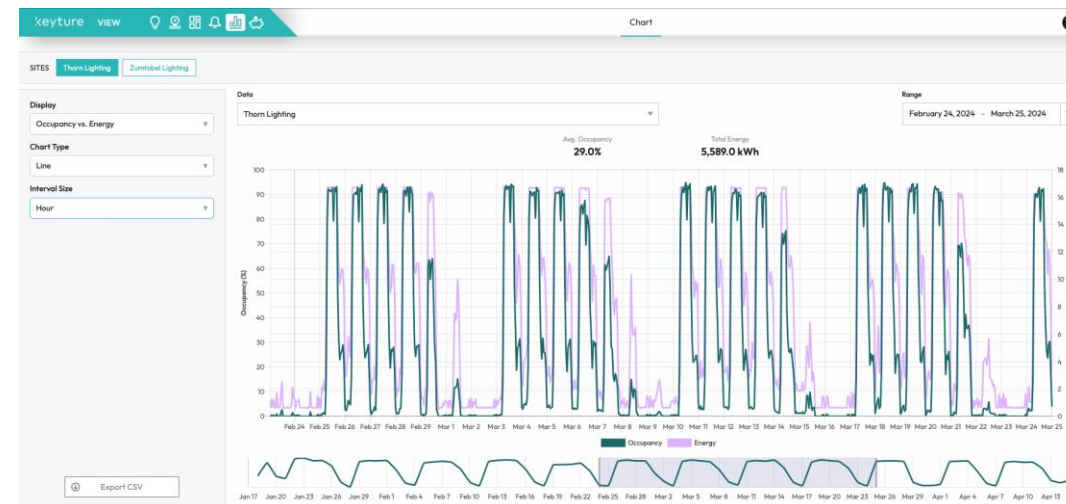 keyture VIEW
Chart
SITES Thorn Lighting Zumtobel Lighting
Display
Occupancy vs. Energy
Chart Type
Line
Interval Size
Hour
Export CSV
Data
Thorn Lighting
Range
February 24, 2024 - March 25, 2024
Avg. Occupancy
29.0%
Total Energy
5,589.0 kWh
Occupancy (%)
100
90
80
70
60
50
40
30
20
10
0
18
16
14
12
10
8
6
4
2
0
Feb 24 Feb 25 Feb 26 Feb 27 Feb 28 Feb 29 Mar 1 Mar 2 Mar 3 Mar 4 Mar 5 Mar 6 Mar 7 Mar 8 Mar 9 Mar 10 Mar 11 Mar 12 Mar 13 Mar 14 Mar 15 Mar 16 Mar 17 Mar 18 Mar 19 Mar 20 Mar 21 Mar 22 Mar 23 Mar 24 Mar 25
Occupancy Energy
Jan 17 Jan 20 Jan 23 Jan 26 Jan 29 Feb 1 Feb 4 Feb 7 Feb 10 Feb 13 Feb 16 Feb 19 Feb 22 Feb 25 Feb 28 Mar 2 Mar 5 Mar 8 Mar 11 Mar 14 Mar 17 Mar 20 Mar 23 Mar 26 Mar 29 Apr 1 Apr 4 Apr 7 Apr 10 Apr 13